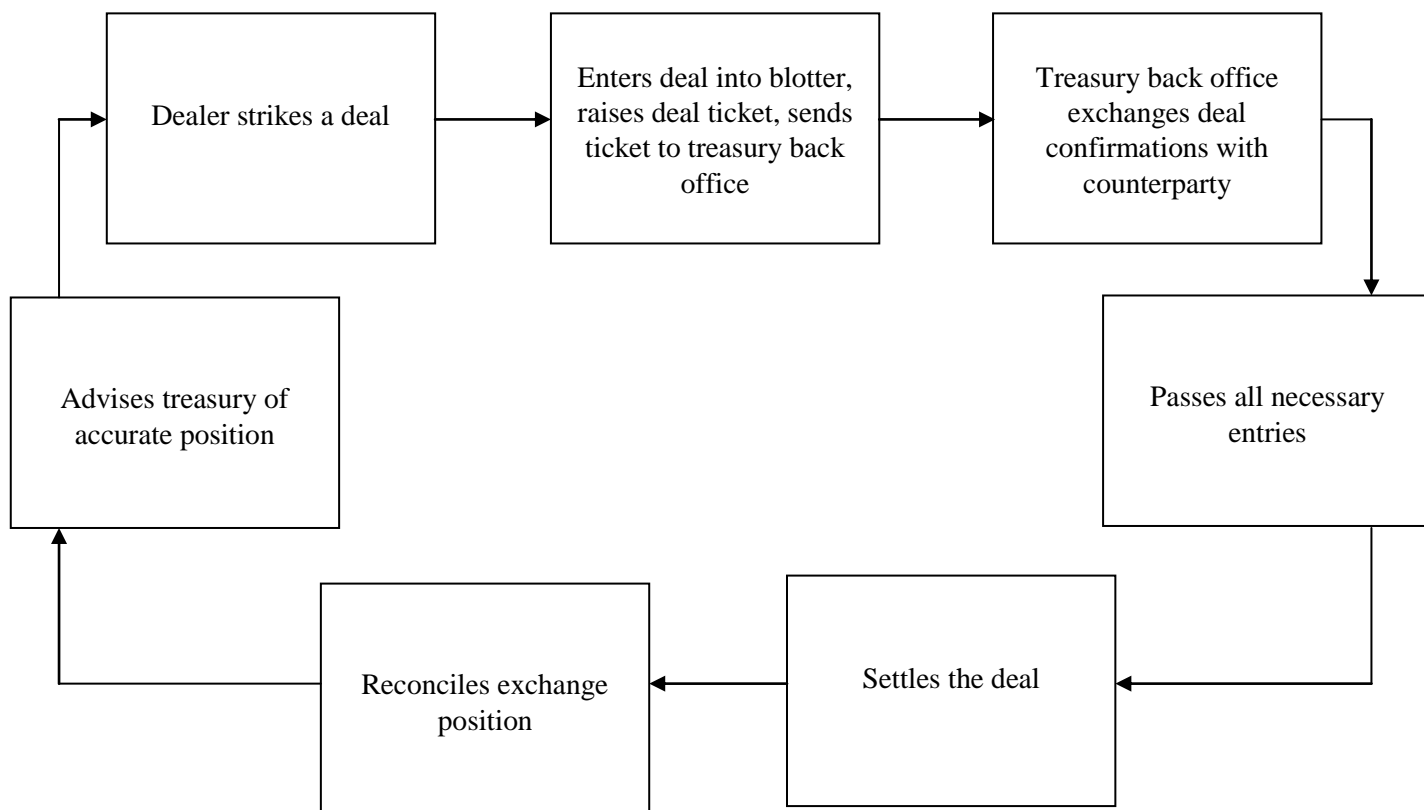 Dealer strikes a deal
Enters deal into blotter,
raises deal ticket, sends
ticket to treasury back
office
Treasury back office
exchanges deal
confirmations with
counterparty
Passes all necessary
entries
Settles the deal
Reconciles exchange
position
Advises treasury of
accurate position